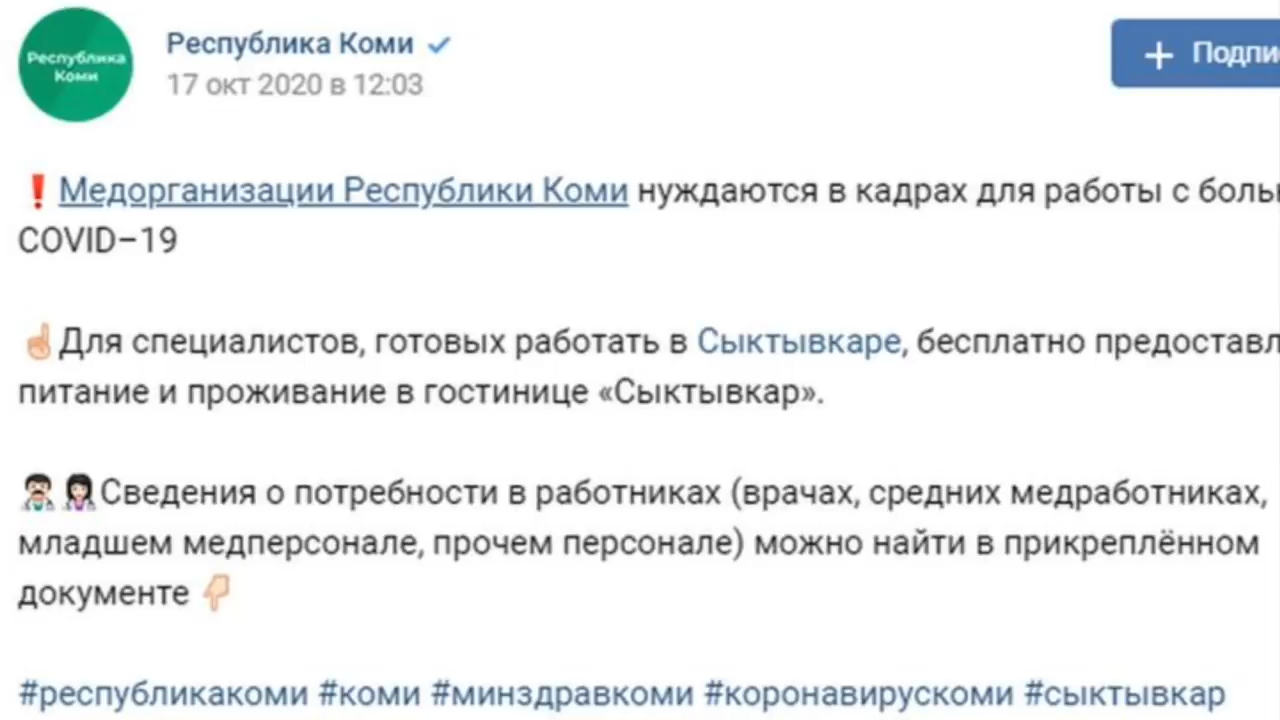 Республика Коми
Республика Коми
17 окт 2020 в 12:03
Подпи
❗Медорганизации Республики Коми нуждаются в кадрах для работы с боль
COVID–19
☝Для специалистов, готовых работать в Сыктывкаре, бесплатно предоставл
питание и проживание в гостинице «Сыктывкар».
👨‍⚕️👩‍⚕️Сведения о потребности в работниках (врачах, средних медработниках,
младшем медперсонале, прочем персонале) можно найти в прикреплённом
документе 👇
#республикакоми #коми #минздравкоми #коронавирускоми #сыктывкар